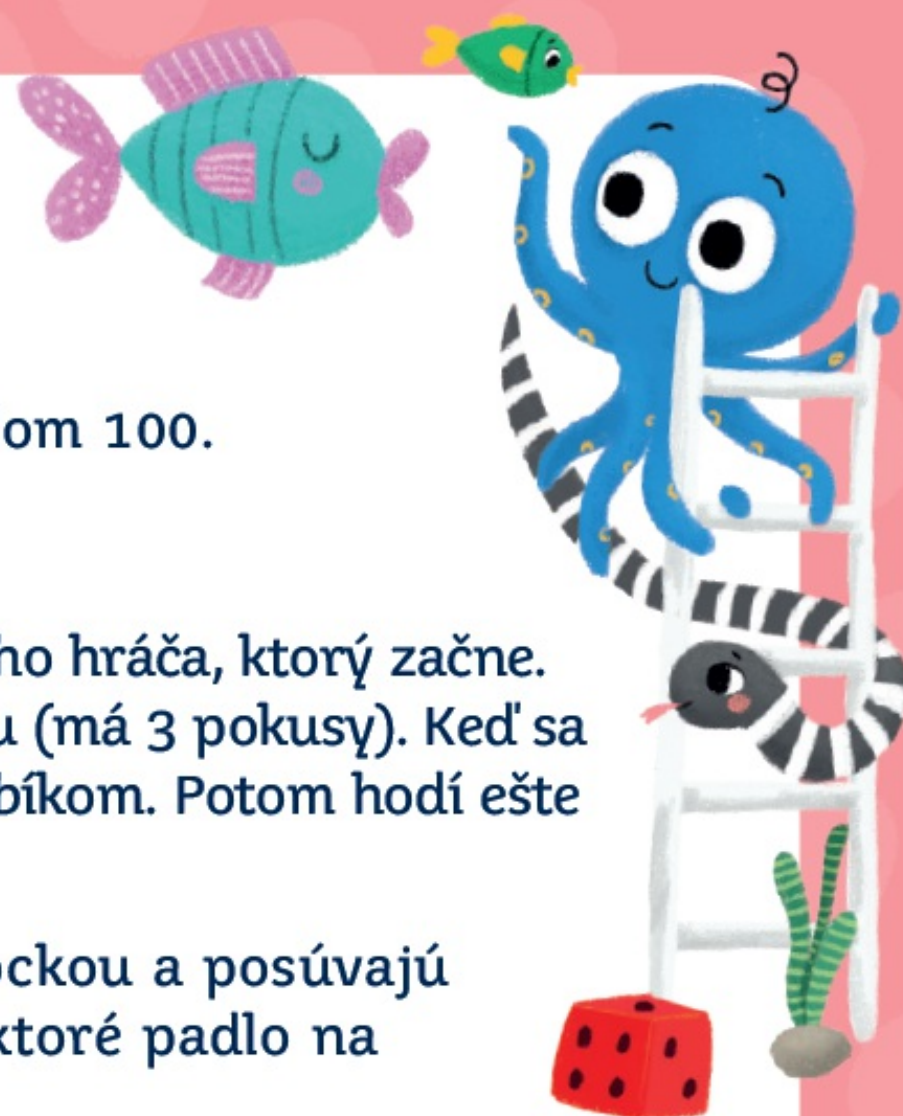 om 100.
ho hráča, ktorý začne.
u (má 3 pokusy). Keď sa
bíkom. Potom hodí ešte
ockou a posúvajú
ktoré padlo na